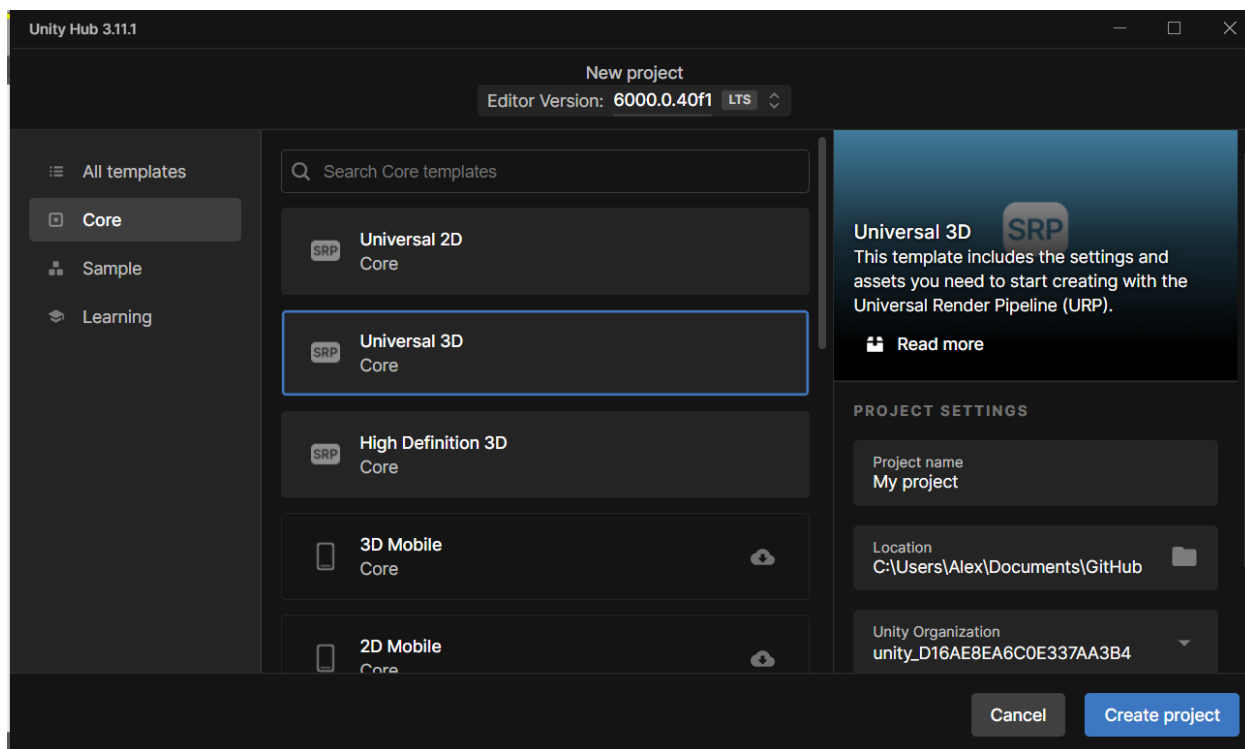 Unity Hub 3.11.1
New project
Editor Version: 6000.0.40f1 LTS
All templates
Core
Sample
Learning
Search Core templates
SRP
Universal 2D
Core
SRP
Universal 3D
Core
SRP
High Definition 3D
Core
3D Mobile
Core
2D Mobile
Core
SRP
Universal 3D
This template includes the settings and
assets you need to start creating with the
Universal Render Pipeline (URP).
Read more
PROJECT SETTINGS
Project name
My project
Location
C:\Users\Alex\Documents\GitHub
Unity Organization
unity_D16AE8EA6C0E337AA3B4
Cancel
Create project